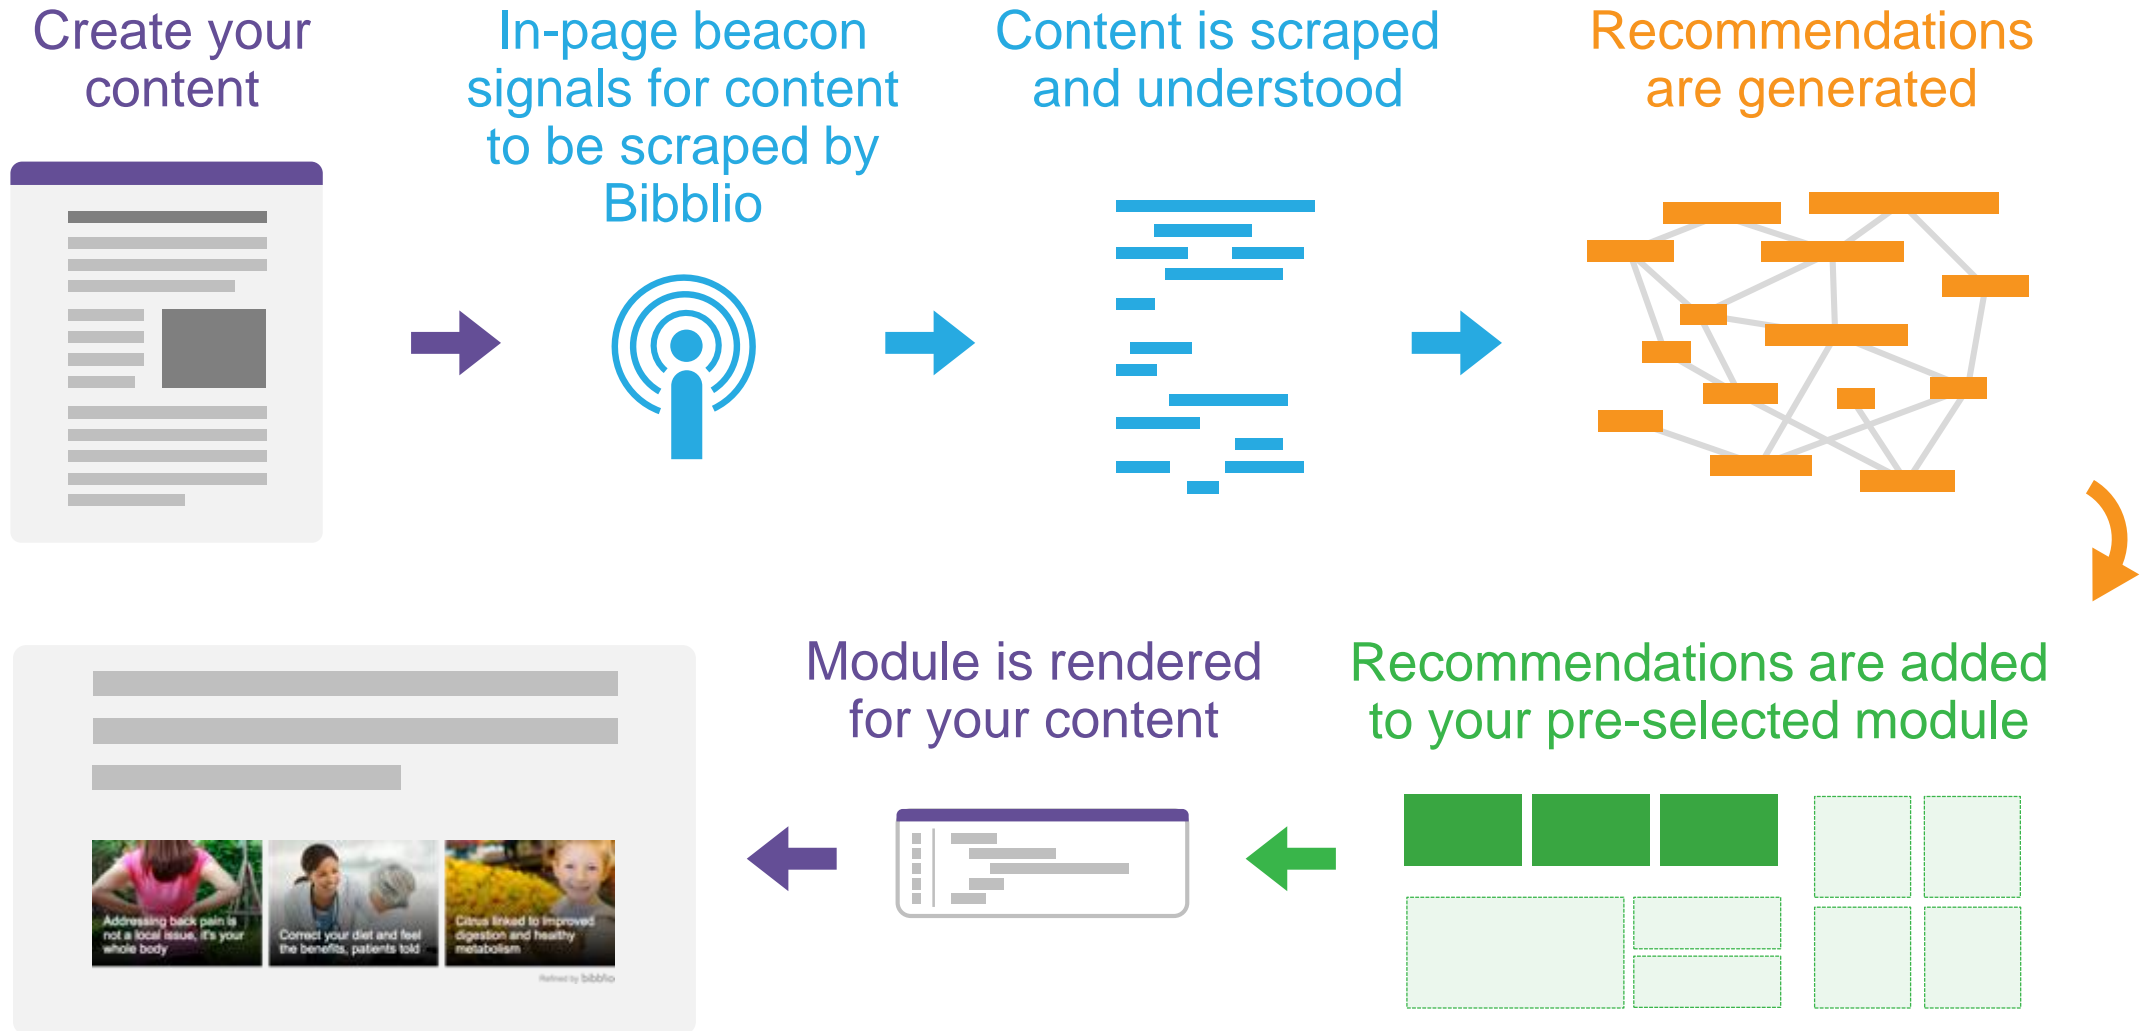 Create your
content
In-page beacon
signals for content
to be scraped by
Bibblio
Content is scraped
and understood
Recommendations
are generated
Module is rendered
for your content
Recommendations are added
to your pre-selected module
Addressing back pain is
not a local issue, it's your
whole body
Correct your diet and feel
the benefits, patients told
Citrus linked to improved
digestion and healthy
metabolism
Refined by bibblio